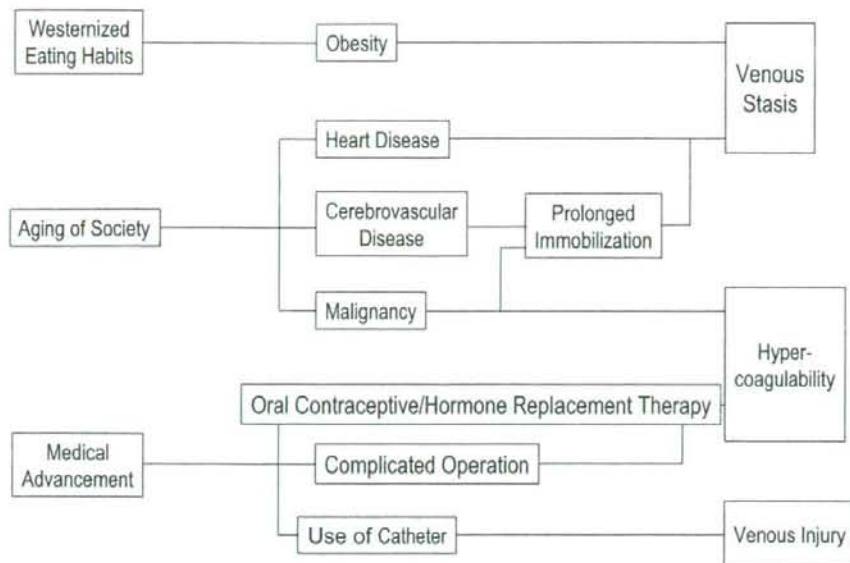 Westernized
Eating Habits
Obesity
Venous
Stasis
Heart Disease
Aging of Society
Cerebrovascular
Disease
Prolonged
Immobilization
Malignancy
Hyper-
coagulability
Oral Contraceptive/Hormone Replacement Therapy
Medical
Advancement
Complicated Operation
Use of Catheter
Venous Injury